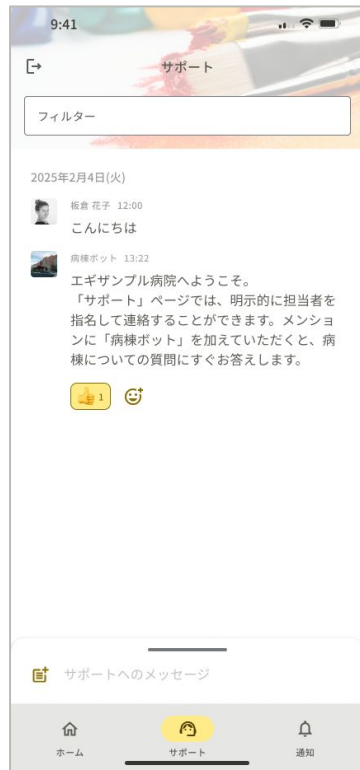 9:41
サポート
フィルター
2025年2月4日(火)
板倉 花子 12:00
こんにちは
病棟ボット 13:22
エギザンプル病院へようこそ。
「サポート」ページでは、明示的に担当者を
指名して連絡することができます。メンショ
ンに「病棟ボット」を加えていただくと、病
棟についての質問にすぐお答えします。
👍 1
サポートへのメッセージ
ホーム
サポート
通知